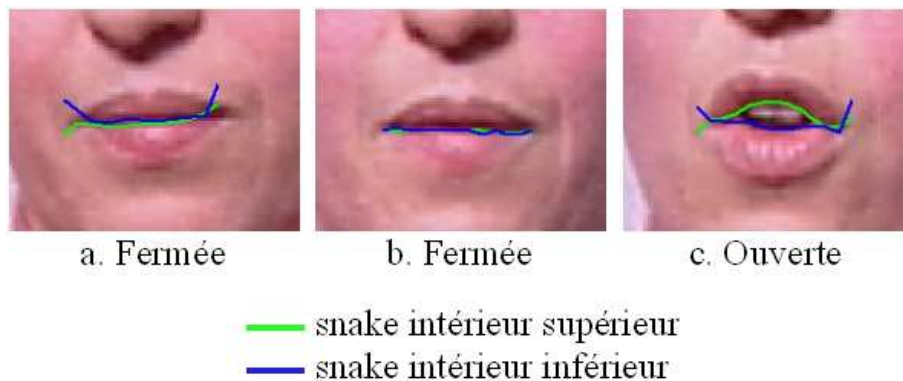 a. Fermée
b. Fermée
c. Ouverte
snake intérieur supérieur
snake intérieur inférieur